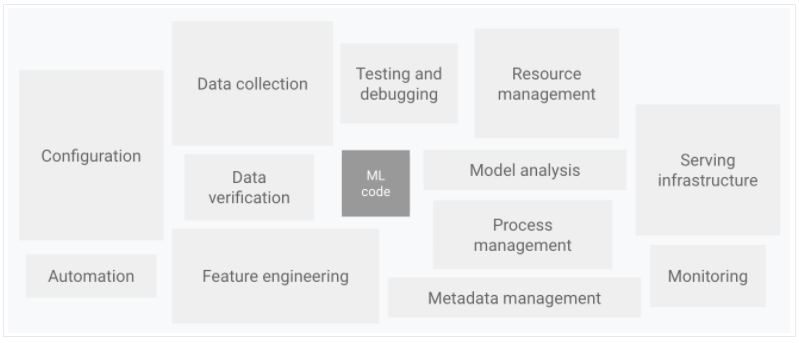 Configuration
Automation
Data collection
Data
verification
Feature engineering
Testing and
debugging
ML
code
Resource
management
Model analysis
Process
management
Metadata management
Serving
infrastructure
Monitoring